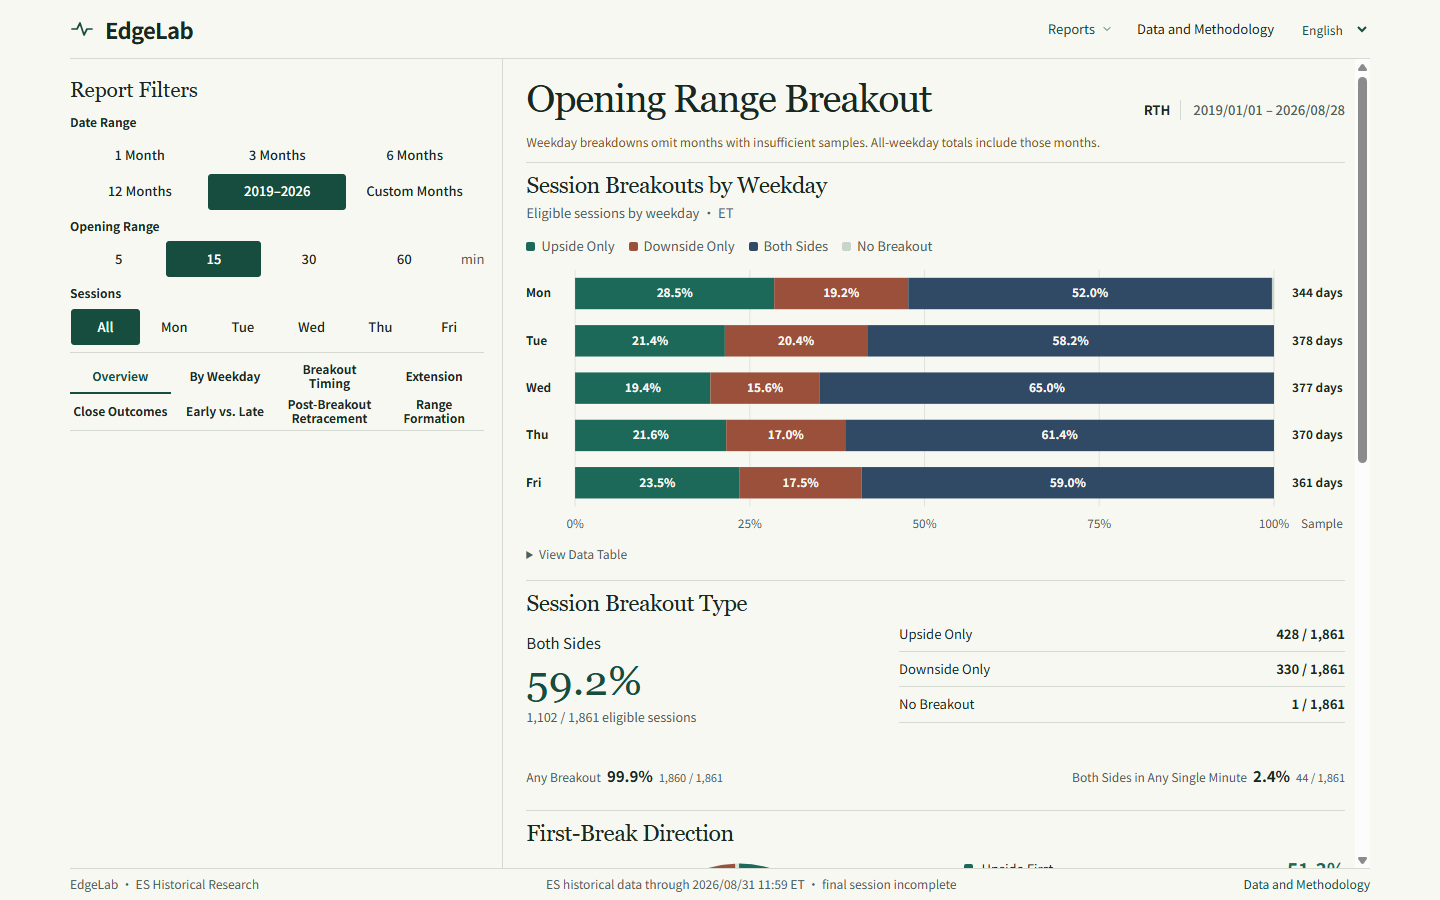 EdgeLab
Reports
Data and Methodology
English
Report Filters
Date Range
1 Month
3 Months
6 Months
12 Months
2019–2026
Custom Months
Opening Range
5
15
30
60
min
Sessions
All
Mon
Tue
Wed
Thu
Fri
Overview
By Weekday
Breakout
Timing
Extension
Close Outcomes
Early vs. Late
Post-Breakout
Retracement
Range
Formation
Opening Range Breakout
RTH
2019/01/01 – 2026/08/28
Weekday breakdowns omit months with insufficient samples. All-weekday totals include those months.
Session Breakouts by Weekday
Eligible sessions by weekday • ET
Upside Only
Downside Only
Both Sides
No Breakout
Mon 28.5% 19.2% 52.0% 344 days
Tue 21.4% 20.4% 58.2% 378 days
Wed 19.4% 15.6% 65.0% 377 days
Thu 21.6% 17.0% 61.4% 370 days
Fri 23.5% 17.5% 59.0% 361 days
0% 25% 50% 75% 100% Sample
View Data Table
Session Breakout Type
Both Sides
59.2%
1,102 / 1,861 eligible sessions
Upside Only 428 / 1,861
Downside Only 330 / 1,861
No Breakout 1 / 1,861
Any Breakout 99.9% 1,860 / 1,861
Both Sides in Any Single Minute 2.4% 44 / 1,861
First-Break Direction
Upside First
EdgeLab • ES Historical Research
ES historical data through 2026/08/31 11:59 ET • final session incomplete
Data and Methodology